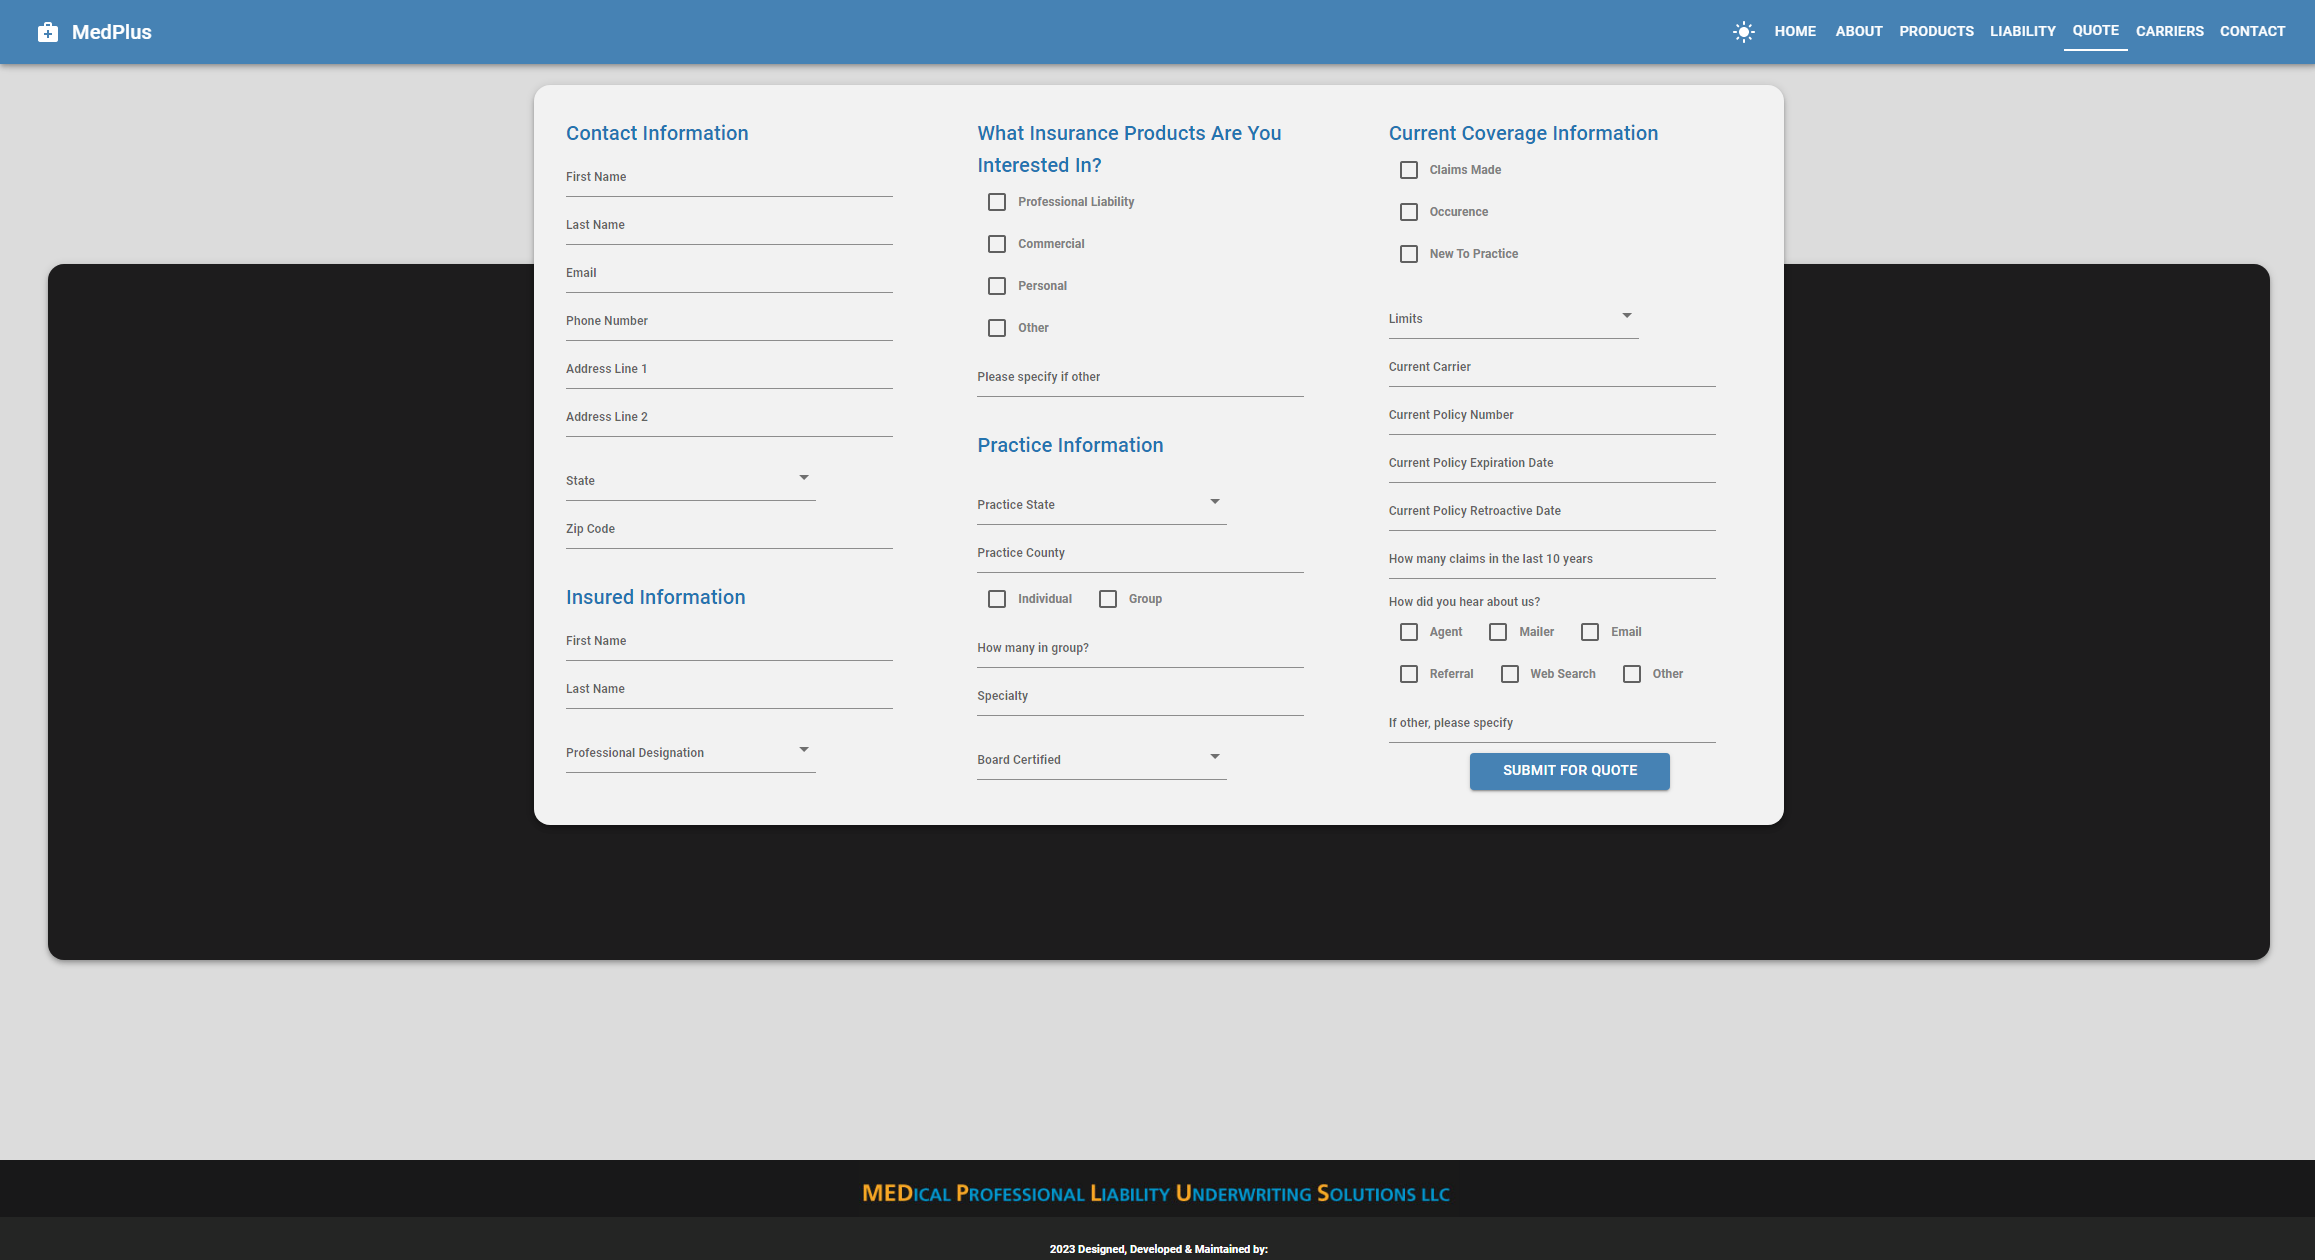 MedPlus
HOME ABOUT PRODUCTS LIABILITY QUOTE CARRIERS CONTACT
Contact Information
First Name
Last Name
Email
Phone Number
Address Line 1
Address Line 2
State
Zip Code
Insured Information
First Name
Last Name
Professional Designation
What Insurance Products Are You
Interested In?
Professional Liability
Commercial
Personal
Other
Please specify if other
Practice Information
Practice State
Practice County
Individual Group
How many in group?
Specialty
Board Certified
Current Coverage Information
Claims Made
Occurence
New To Practice
Limits
Current Carrier
Current Policy Number
Current Policy Expiration Date
Current Policy Retroactive Date
How many claims in the last 10 years
How did you hear about us?
Agent Mailer Email
Referral Web Search Other
If other, please specify
SUBMIT FOR QUOTE
MEDICAL PROFESSIONAL LIABILITY UNDERWRITING SOLUTIONS LLC
2023 Designed, Developed & Maintained by: